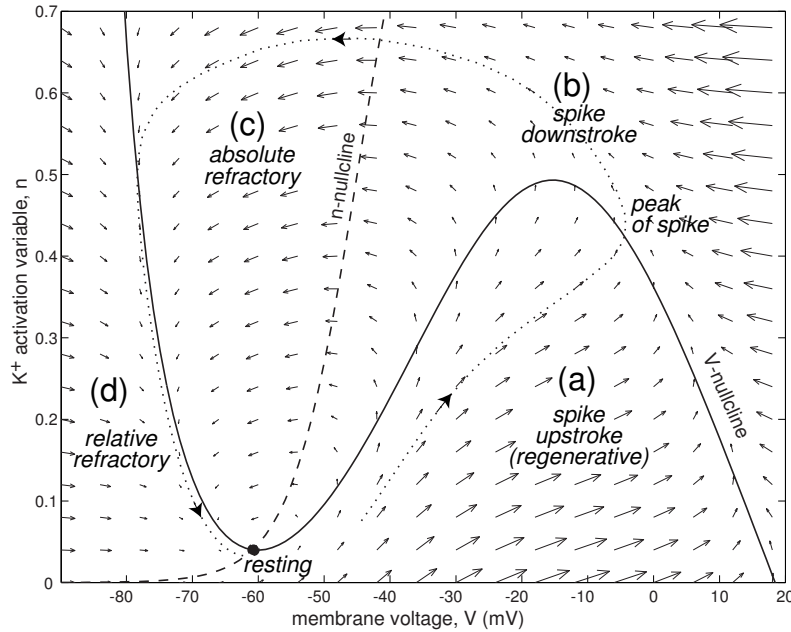 0.6
0.5
0.4
0.3
0.2
0.1
0
K+ activation variable, n
(b)
spike
downstroke
(c)
absolute
refractory
n-nullcline
peak
of spike
(d)
relative
refractory
(a)
spike
upstroke
(regenerative)
V-nullcline
resting
-80 -70 -60 -50 -40 -30 -20 -10 0 10 20
membrane voltage, V (mV)